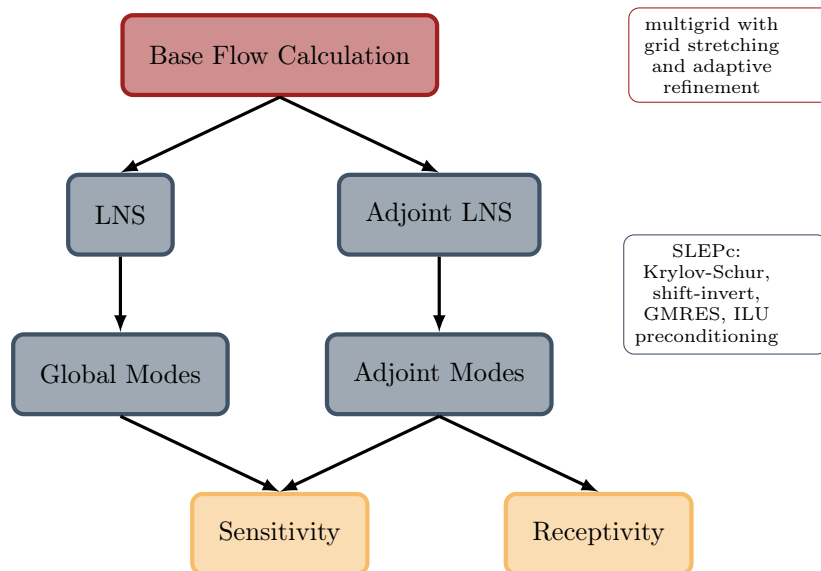 Base Flow Calculation
multigrid with
grid stretching
and adaptive
refinement
LNS
Adjoint LNS
SLEPc:
Krylov-Schur,
shift-invert,
GMRES, ILU
preconditioning
Global Modes
Adjoint Modes
Sensitivity
Receptivity